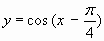 y = cos (x − π/4)